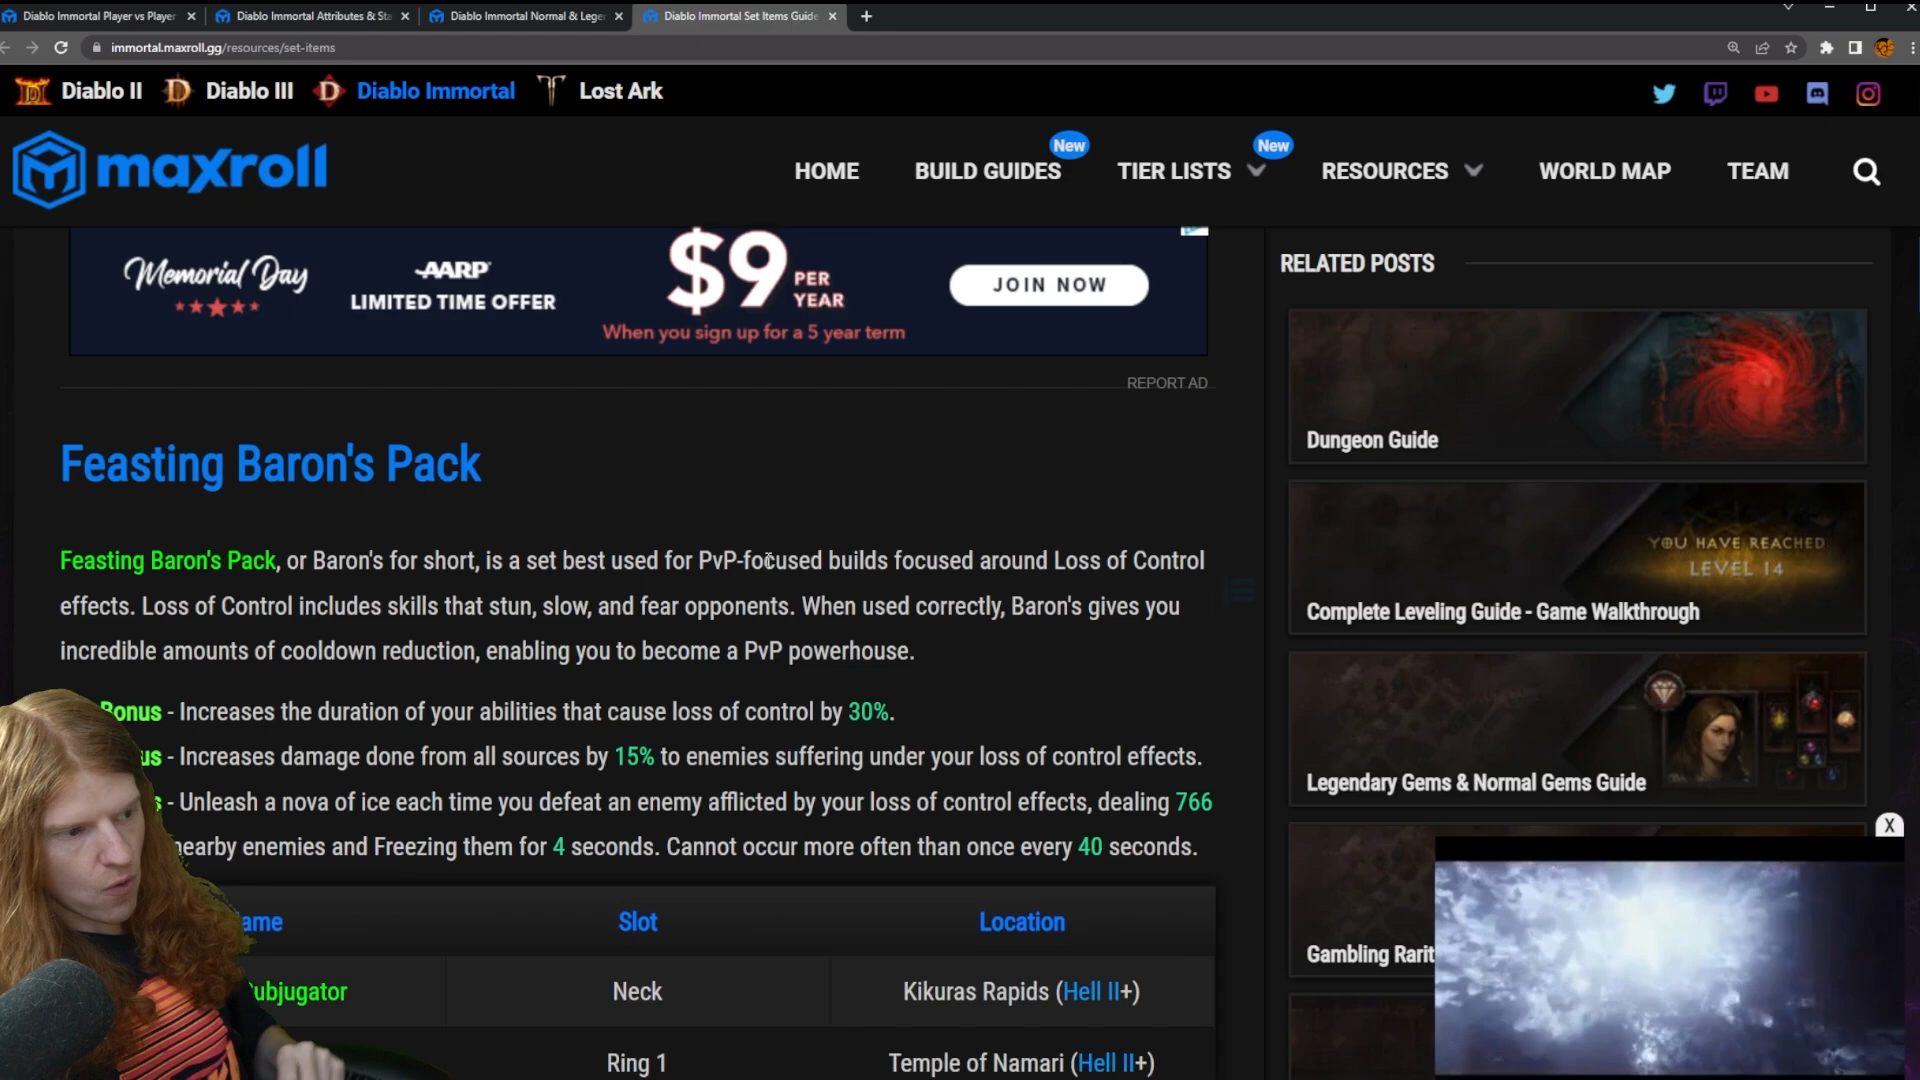 Diablo Immortal Player vs Player
Diablo Immortal Attributes & Sta
Diablo Immortal Normal & Lege
Diablo Immortal Set Items Guide
immortal.maxroll.gg/resources/set-items
Diablo II
Diablo III
Diablo Immortal
Lost Ark
maxroll
HOME
BUILD GUIDES
New
TIER LISTS
New
RESOURCES
WORLD MAP
TEAM
Memorial Day
AARP
LIMITED TIME OFFER
$9 PER YEAR
When you sign up for a 5 year term
JOIN NOW
REPORT AD
Feasting Baron's Pack
Feasting Baron's Pack, or Baron's for short, is a set best used for PvP-focused builds focused around Loss of Control
effects. Loss of Control includes skills that stun, slow, and fear opponents. When used correctly, Baron's gives you
incredible amounts of cooldown reduction, enabling you to become a PvP powerhouse.
Bonus - Increases the duration of your abilities that cause loss of control by 30%.
us - Increases damage done from all sources by 15% to enemies suffering under your loss of control effects.
s - Unleash a nova of ice each time you defeat an enemy afflicted by your loss of control effects, dealing 766
nearby enemies and Freezing them for 4 seconds. Cannot occur more often than once every 40 seconds.
ame
Slot
Location
ubjugator
Neck
Kikuras Rapids (Hell II+)
Ring 1
Temple of Namari (Hell II+)
RELATED POSTS
Dungeon Guide
YOU HAVE REACHED
LEVEL 14
Complete Leveling Guide - Game Walkthrough
Legendary Gems & Normal Gems Guide
Gambling Rarit
X